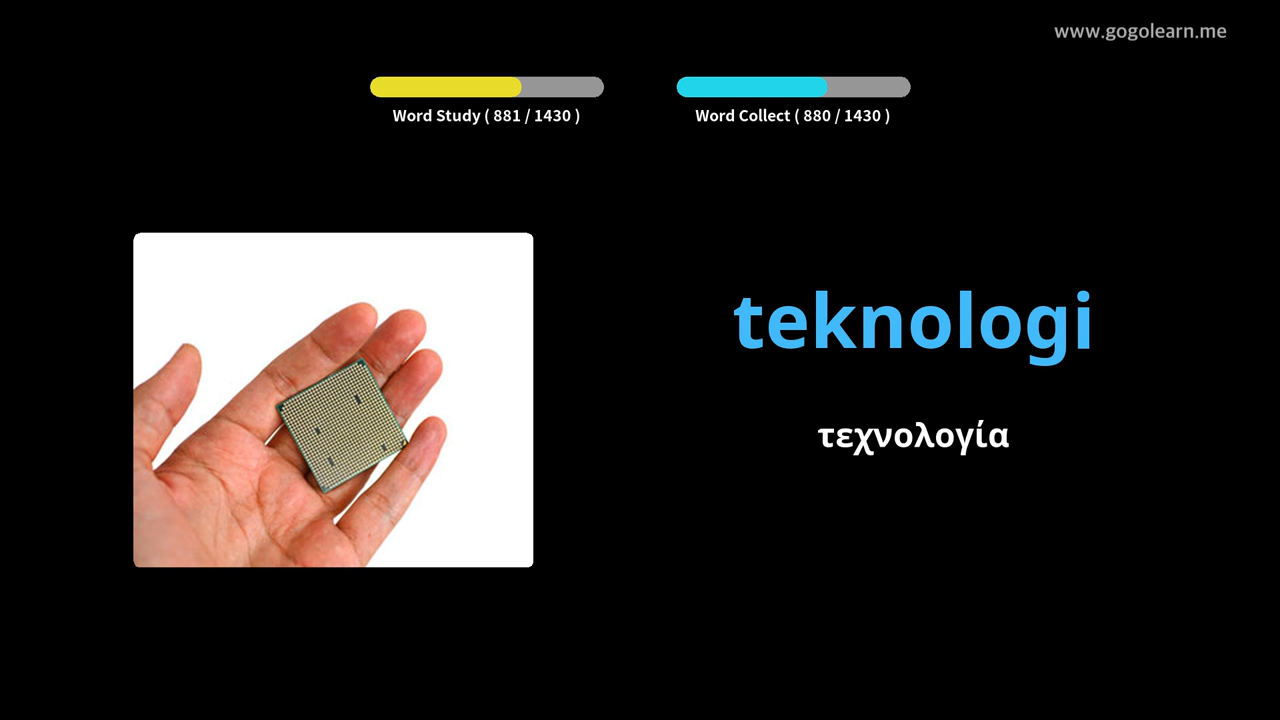 www.gogolearn.me
Word Study ( 881 / 1430 )
Word Collect ( 880 / 1430 )
teknologi
τεχνολογία